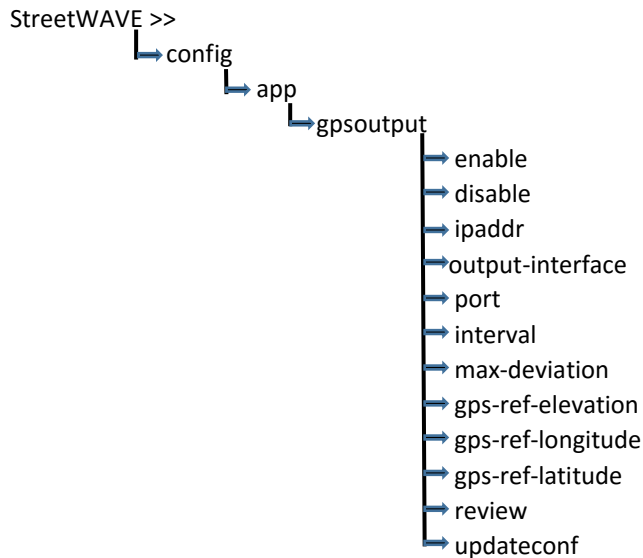 StreetWAVE >>
config
app
gpsoutput
enable
disable
ipaddr
output-interface
port
interval
max-deviation
gps-ref-elevation
gps-ref-longitude
gps-ref-latitude
review
updateconf